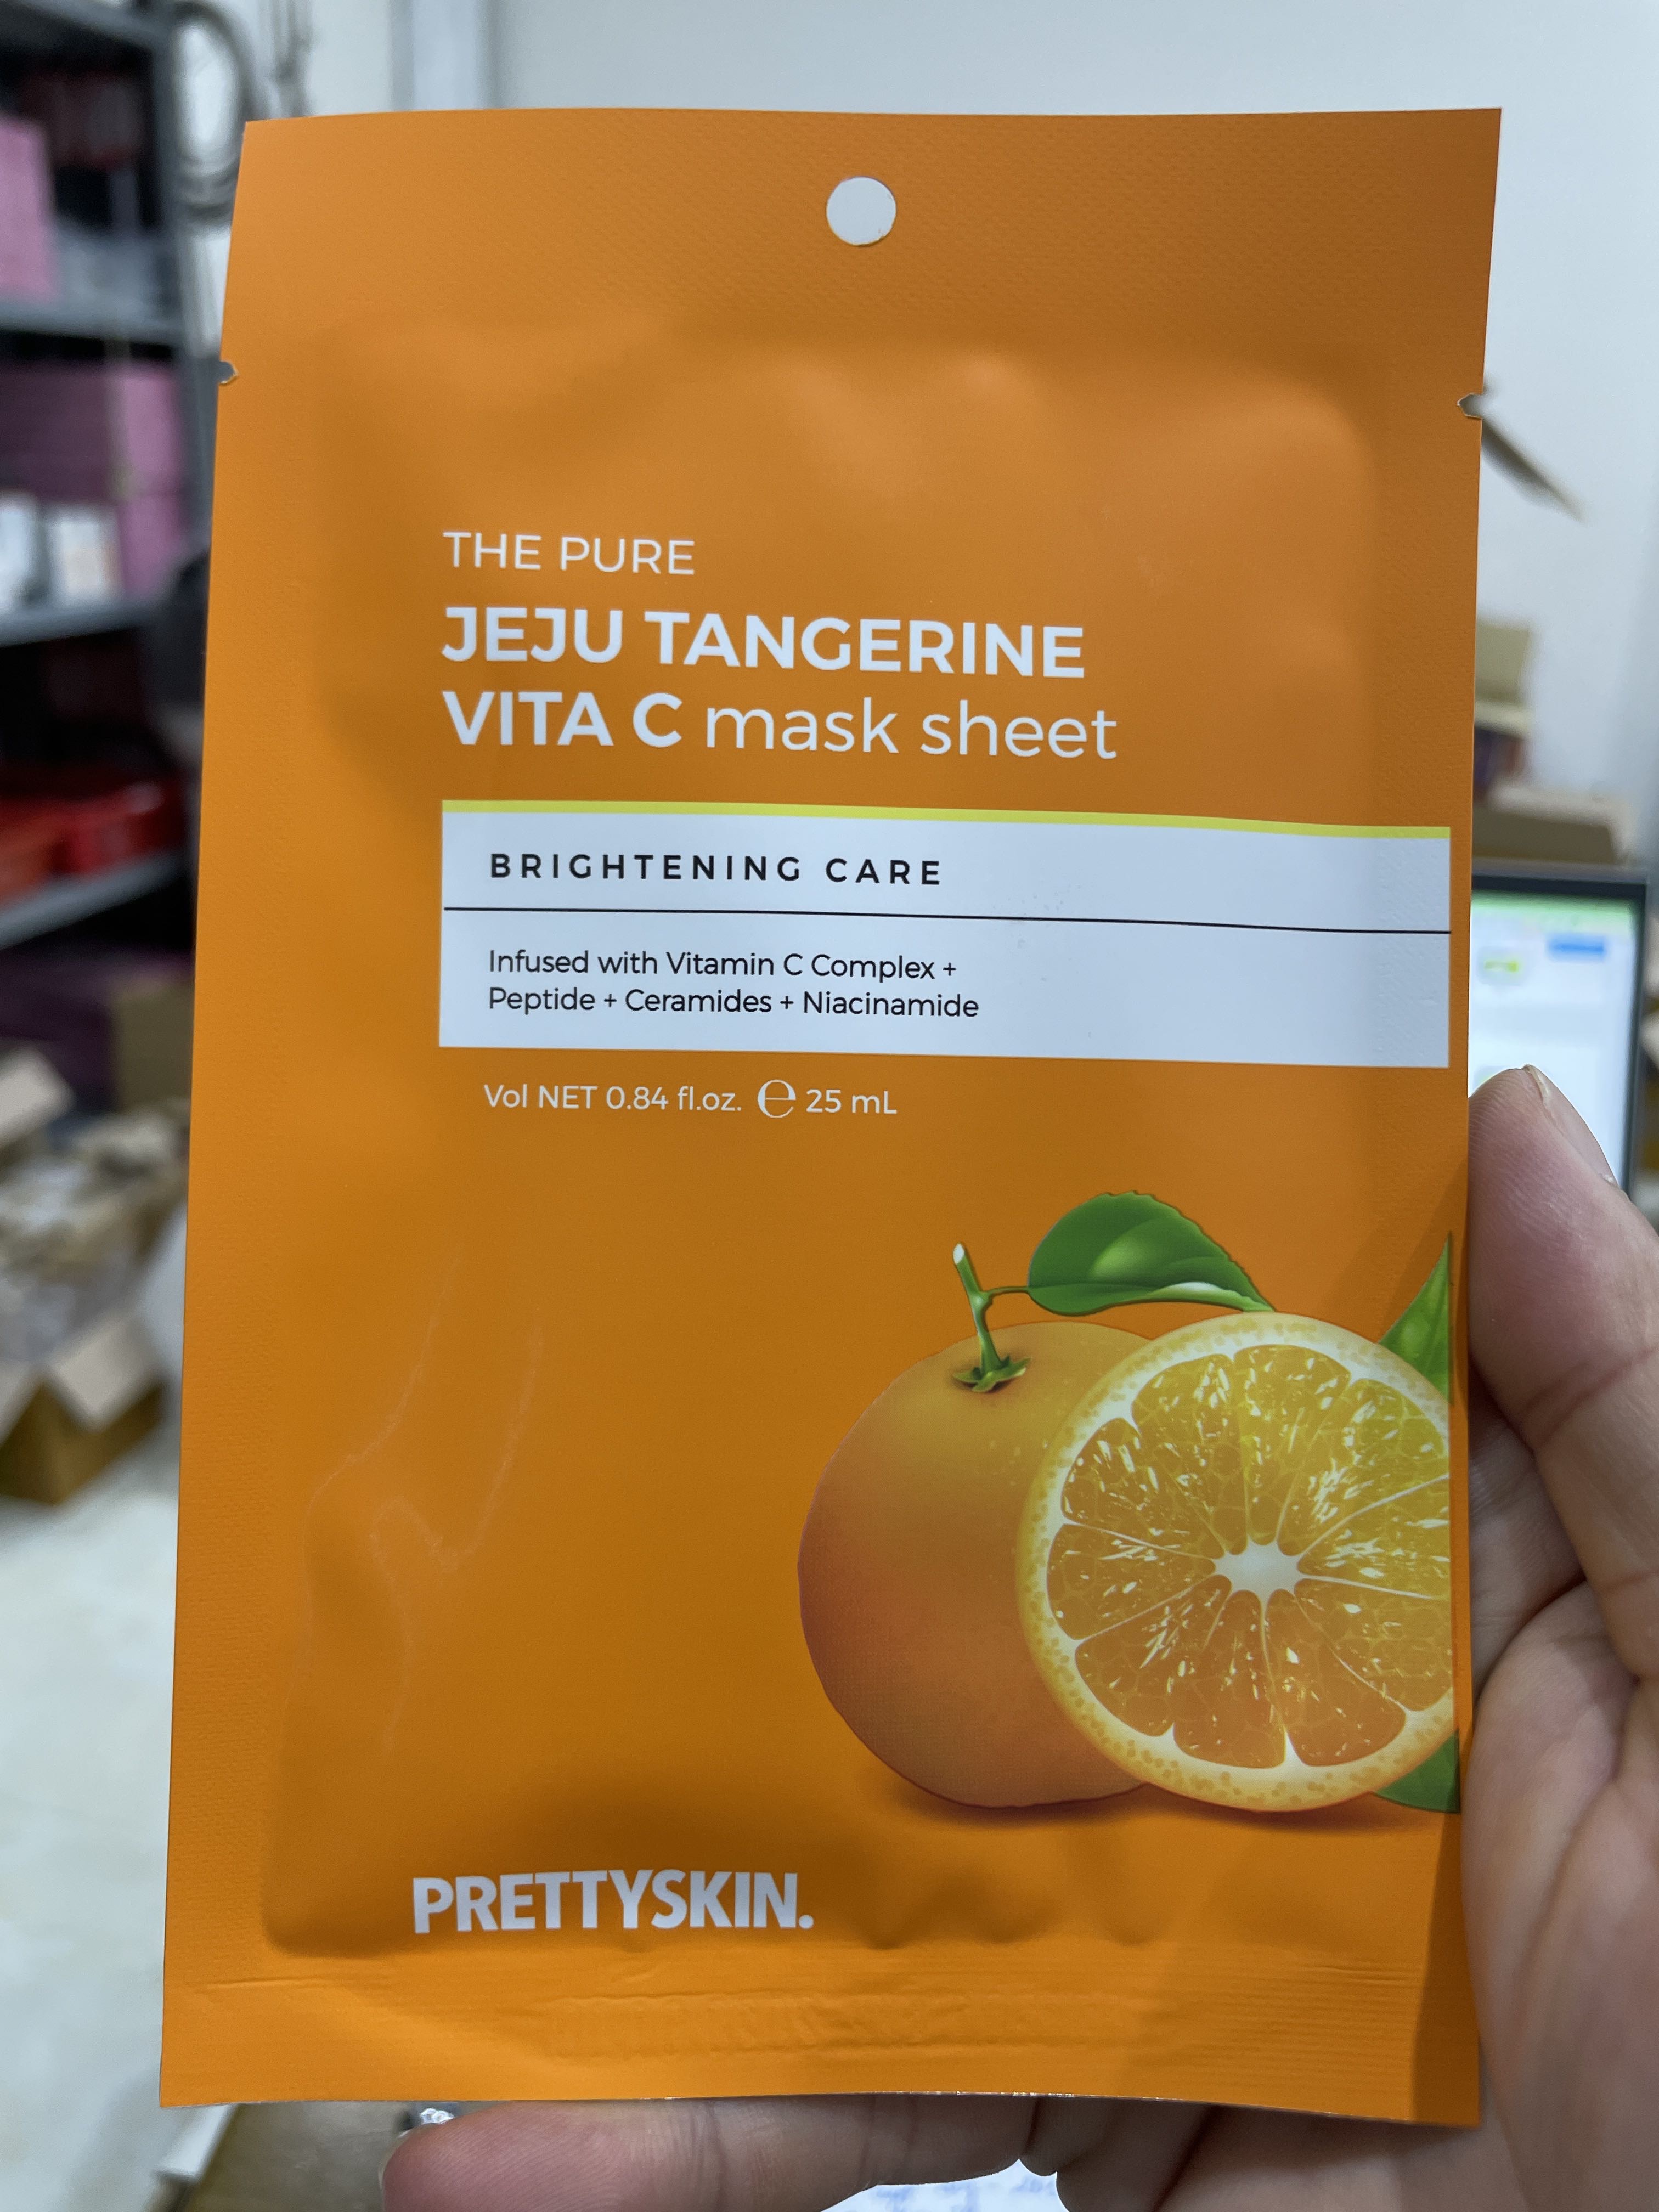 THE PURE
JEJU TANGERINE
VITA C mask sheet
BRIGHTENING CARE
Infused with Vitamin C Complex +
Peptide + Ceramides + Niacinamide
Vol NET 0.84 fl.oz. ℮ 25 mL
PRETTYSKIN.